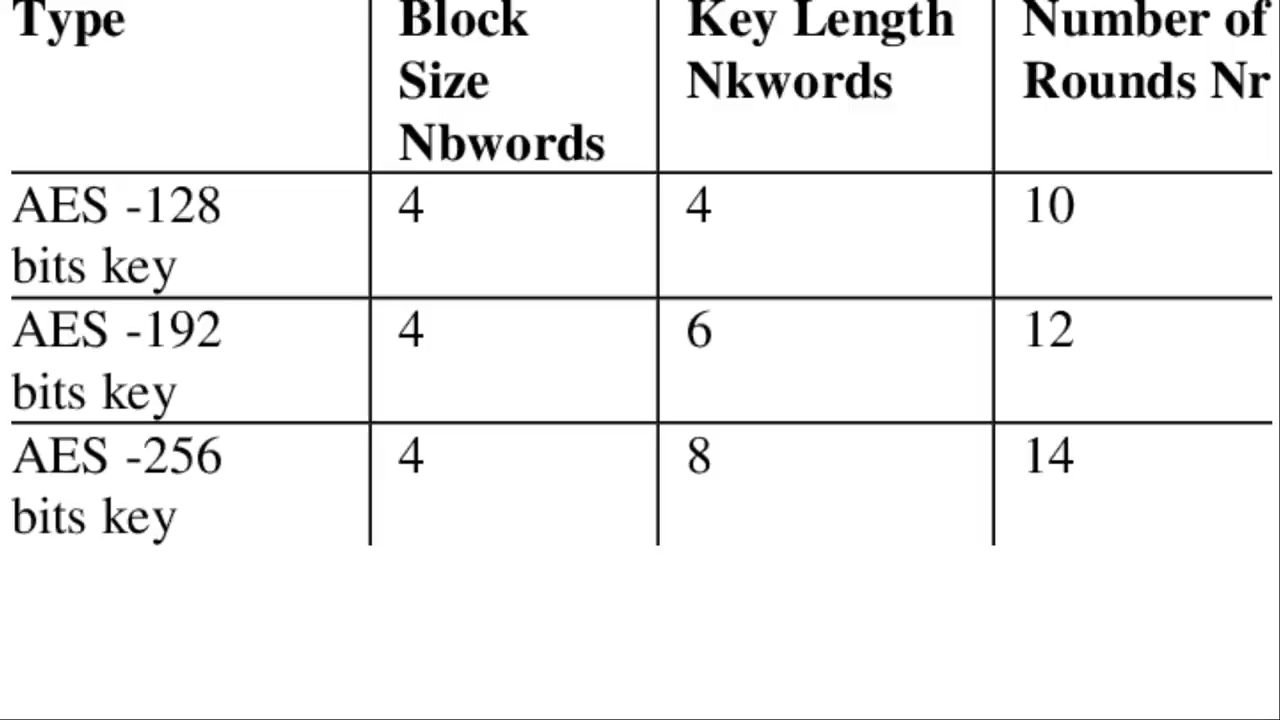 Type
Block
Size
Nbwords
Key Length
Nkwords
Number of
Rounds Nr
AES -128
bits key
4
4
10
AES -192
bits key
4
6
12
AES -256
bits key
4
8
14